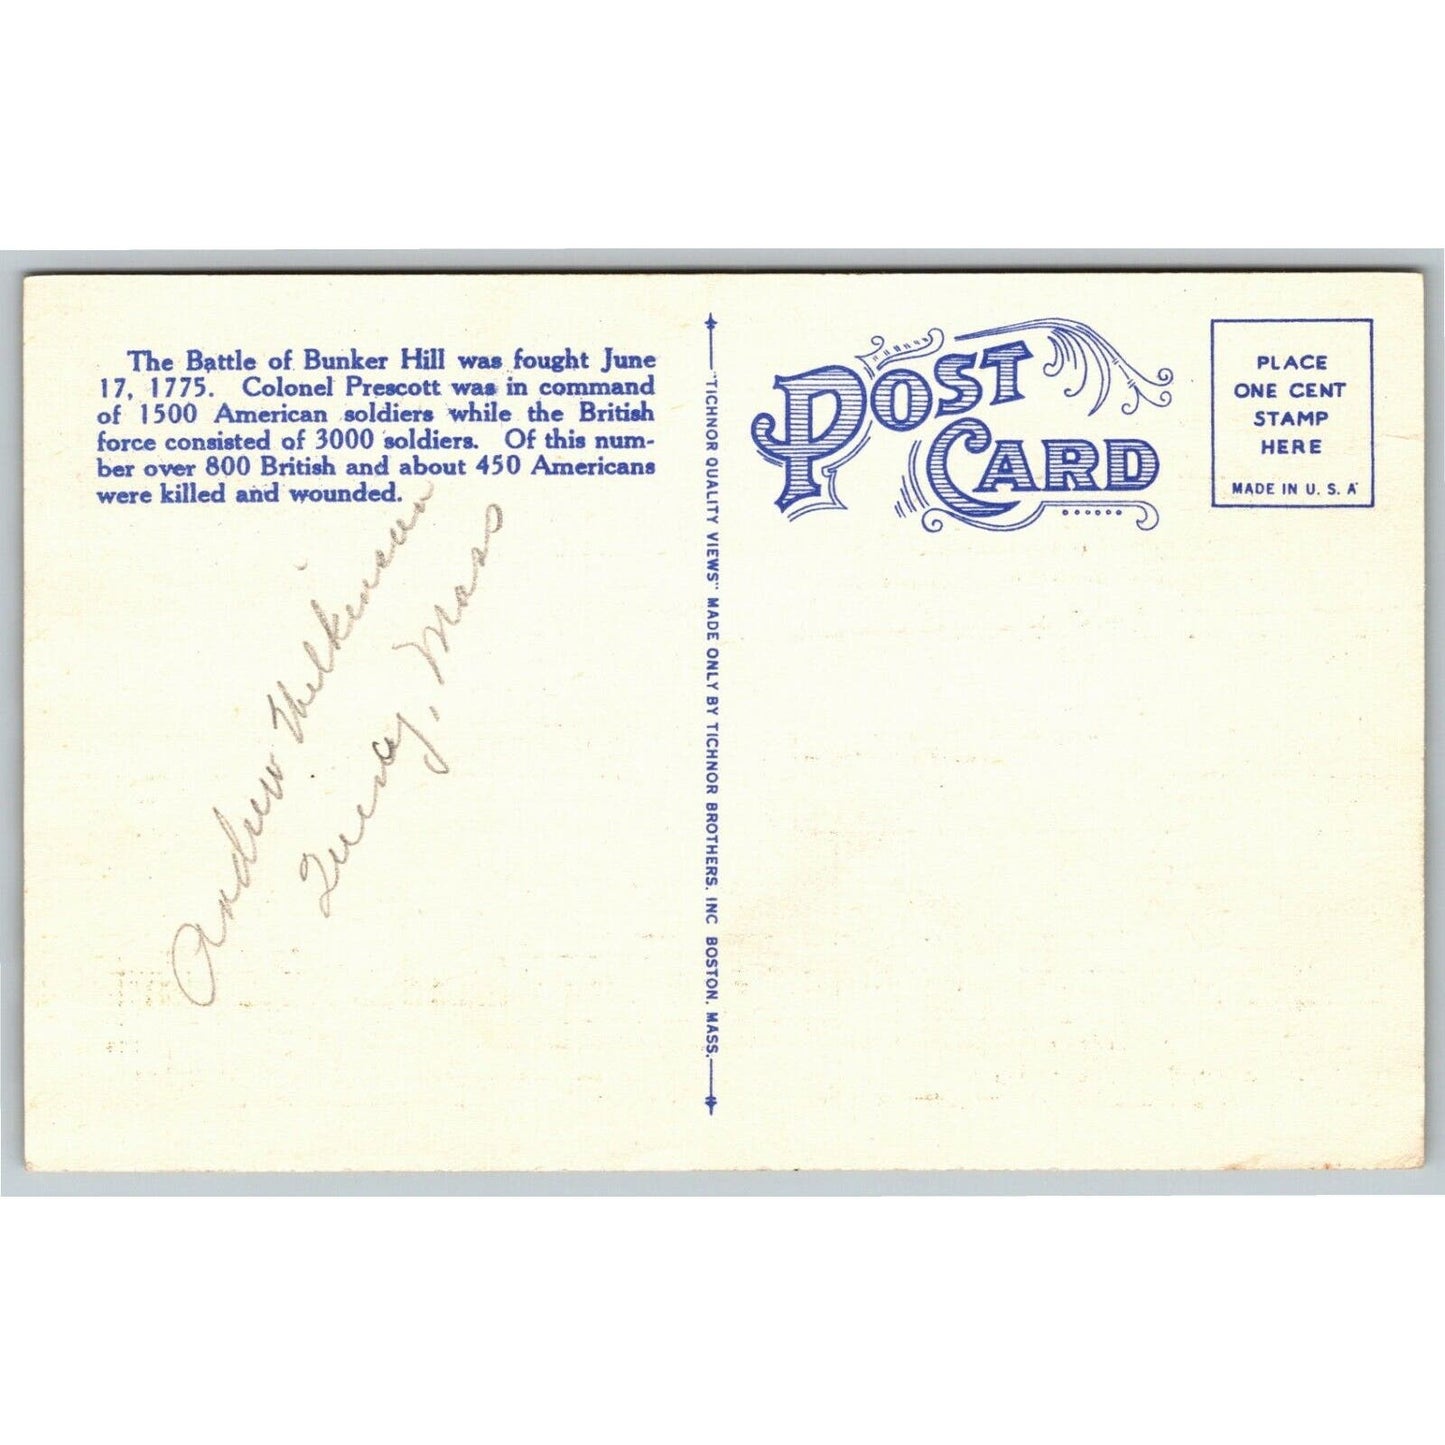 The Battle of Bunker Hill was fought June
17, 1775. Colonel Prescott was in command
of 1500 American soldiers while the British
force consisted of 3000 soldiers. Of this num-
ber over 800 British and about 450 Americans
were killed and wounded.
Andrew
Quincy, Mass
"TICHNOR QUALITY VIEWS" MADE ONLY BY TICHNOR BROTHERS, INC BOSTON, MASS.
POST
CARD
PLACE
ONE CENT
STAMP
HERE
MADE IN U. S. A